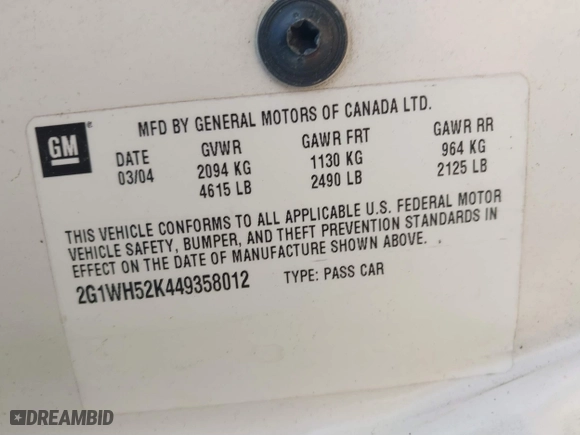 GM
MFD BY GENERAL MOTORS OF CANADA LTD.
DATE GVWR GAWR FRT GAWR RR
03/04 2094 KG 1130 KG 964 KG
4615 LB 2490 LB 2125 LB
THIS VEHICLE CONFORMS TO ALL APPLICABLE U.S. FEDERAL MOTOR
VEHICLE SAFETY, BUMPER, AND THEFT PREVENTION STANDARDS IN
EFFECT ON THE DATE OF MANUFACTURE SHOWN ABOVE.
2G1WH52K449358012 TYPE: PASS CAR
DREAMBID